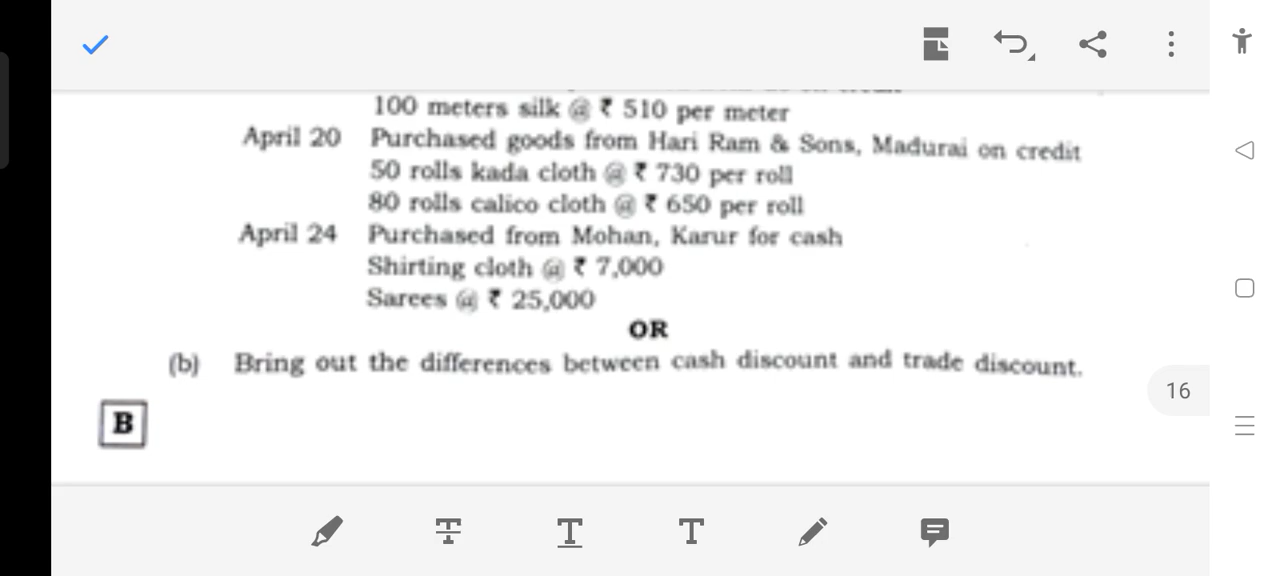 100 meters silk @ ₹ 510 per meter
April 20 Purchased goods from Hari Ram & Sons, Madurai on credit
50 rolls kada cloth @ ₹ 730 per roll
80 rolls calico cloth @ ₹ 650 per roll
April 24 Purchased from Mohan, Karur for cash
Shirting cloth @ ₹ 7,000
Sarees @ ₹ 25,000
OR
(b) Bring out the differences between cash discount and trade discount.
16
B
T T T